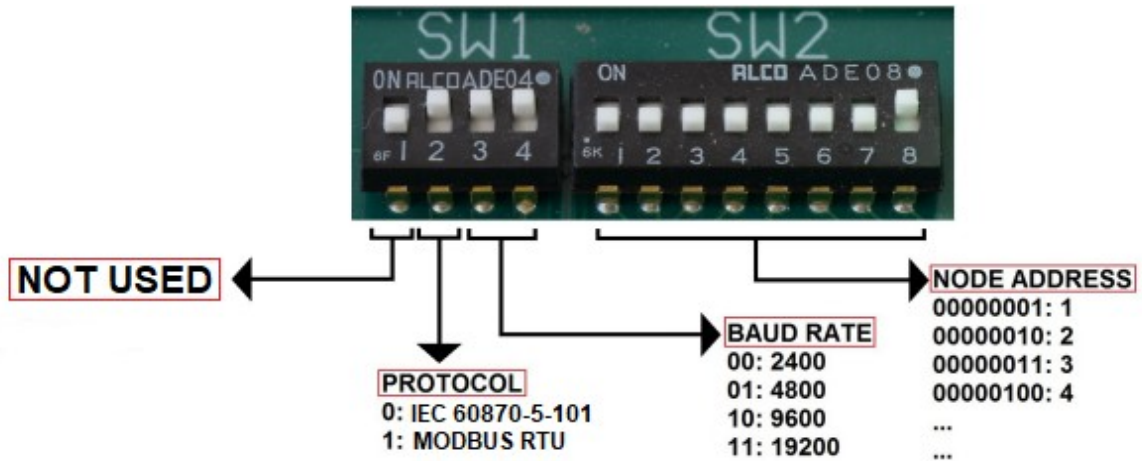 SW1 SW2
ON ALCO ADE04 ON ALCO ADE08
6F 1 2 3 4 6K 1 2 3 4 5 6 7 8
NOT USED
PROTOCOL
0: IEC 60870-5-101
1: MODBUS RTU
BAUD RATE
00: 2400
01: 4800
10: 9600
11: 19200
NODE ADDRESS
00000001: 1
00000010: 2
00000011: 3
00000100: 4
...
...